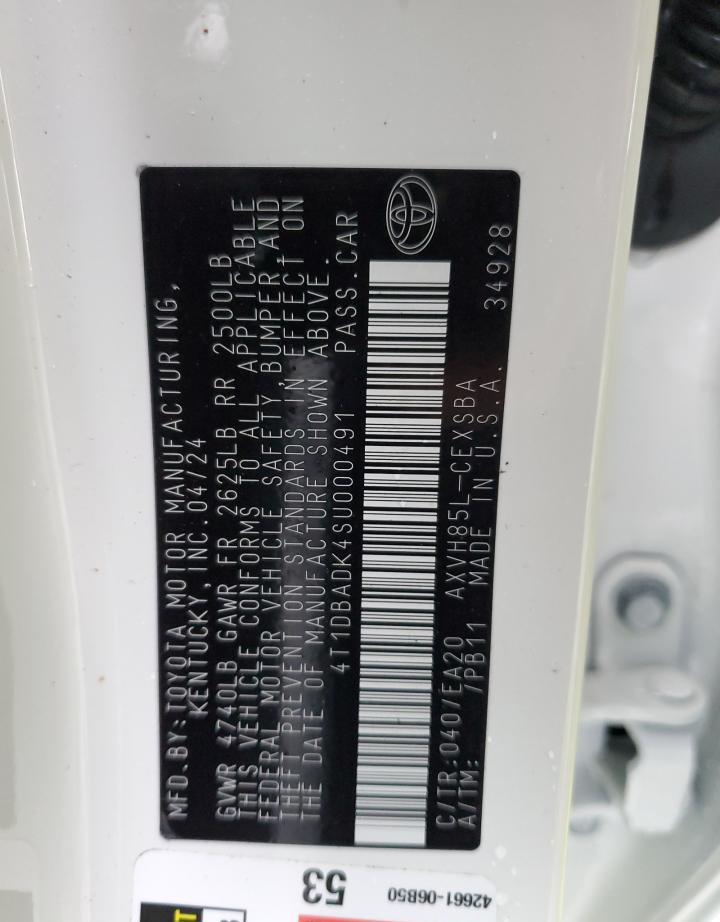 MFD.BY:TOYOTA MOTOR MANUFACTURING,
KENTUCKY, INC.04/24
GVWR 4740LB GAWR FR 2625LB RR 2500LB
THIS VEHICLE CONFORMS TO ALL APPLICABLE
FEDERAL MOTOR VEHICLE SAFETY, BUMPER AND
THEFT PREVENTION STANDARDS IN EFFECT ON
THE DATE OF MANUFACTURE SHOWN ABOVE.
4T1DBADK4SU000491 PASS.CAR
C/TR:0407EA20 AXVH85L-CEXSBA
A/TM: /PB11 MADE IN U.S.A. 34928
53
42661-06B50